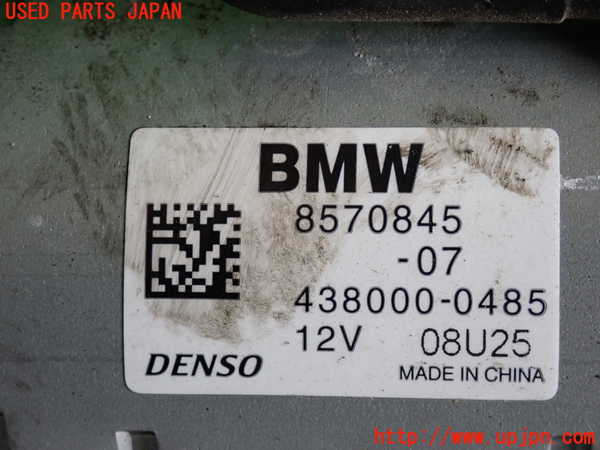 USED PARTS JAPAN
BMW
8570845
-07
438000-0485
12V 08U25
DENSO MADE IN CHINA
http://www.upjpn.com/